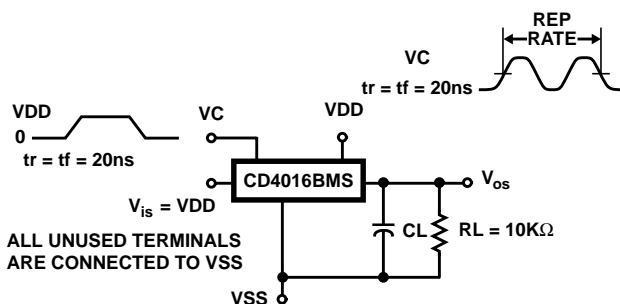 REP
RATE
VC
tr = tf = 20ns
VDD
0
tr = tf = 20ns
VC
VDD
CD4016BMS
Vis = VDD
Vos
CL
RL = 10KΩ
ALL UNUSED TERMINALS
ARE CONNECTED TO VSS
VSS